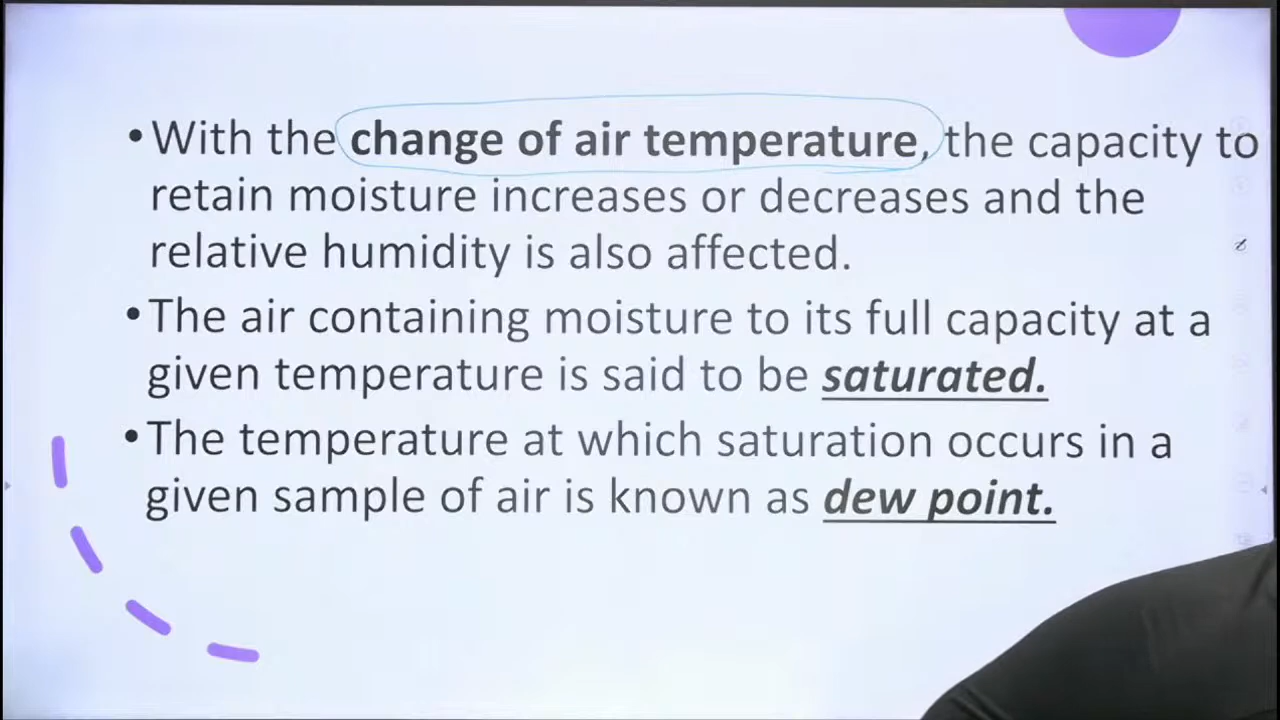 •With the change of air temperature, the capacity to
retain moisture increases or decreases and the
relative humidity is also affected.
•The air containing moisture to its full capacity at a
given temperature is said to be saturated.
•The temperature at which saturation occurs in a
given sample of air is known as dew point.